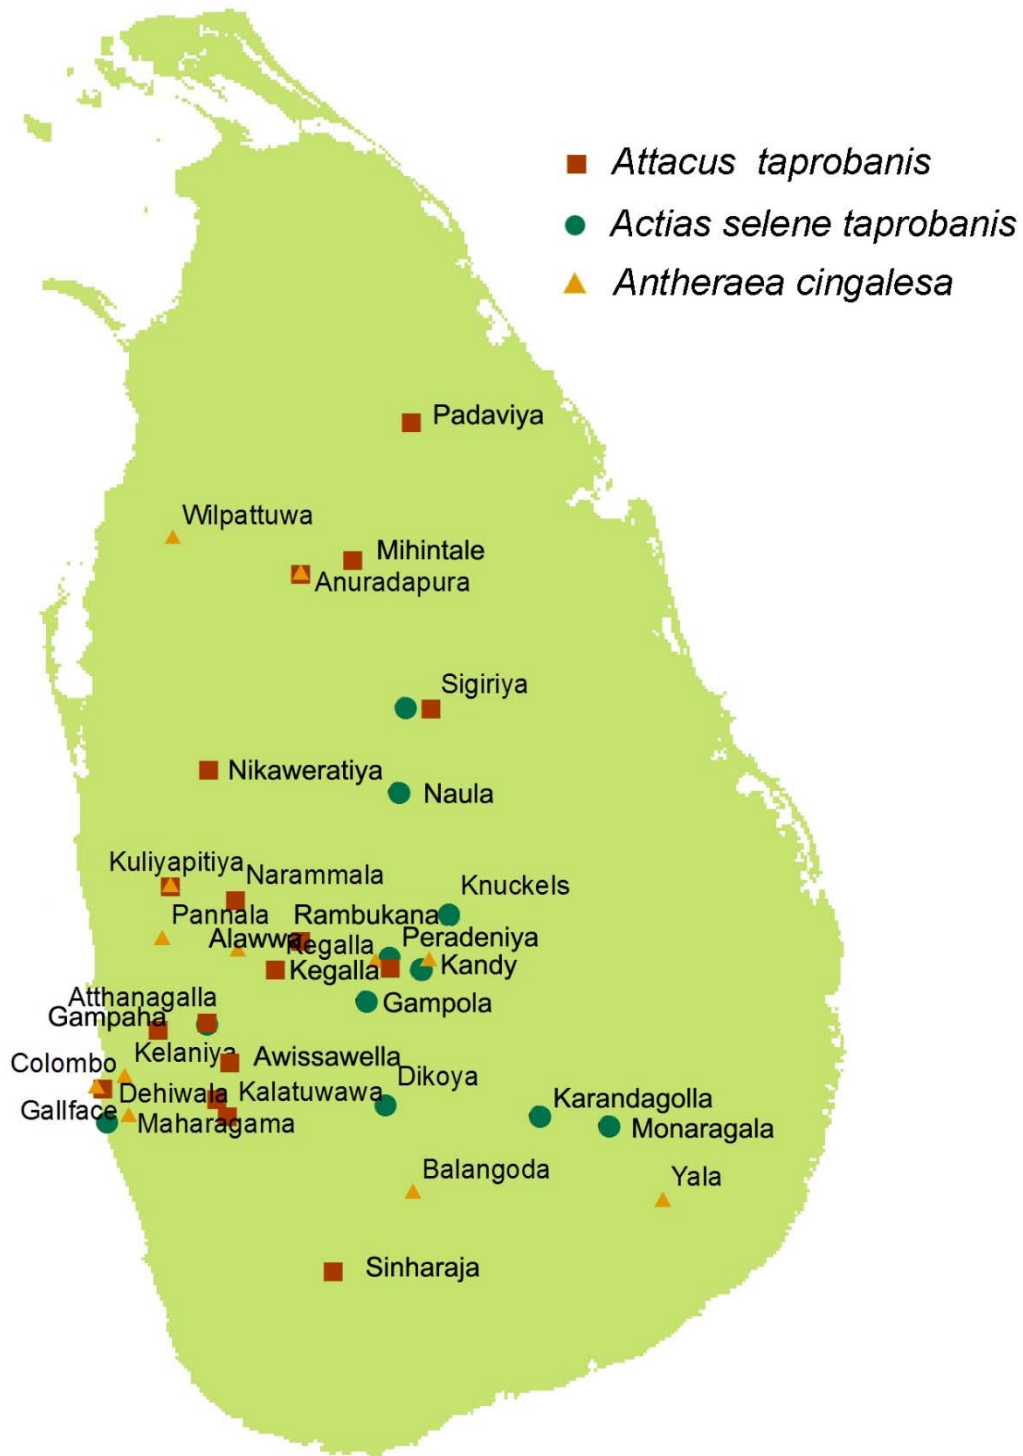 Attacus taprobanis
Actias selene taprobanis
Antheraea cingalesa
Padaviya
Wilpattuwa
Mihintale
Anuradapura
Sigiriya
Nikaweratiya
Naula
Kuliyapitiya
Narammala
Knuckels
Pannala
Rambukana
Alawwa
Kegalla
Peradeniya
Kegalla
Kandy
Atthanagalla
Gampola
Gampaha
Kelaniya
Awissawella
Colombo
Dikoya
Dehiwala
Kalatuwawa
Karandagolla
Gallface
Maharagama
Monaragala
Balangoda
Yala
Sinharaja